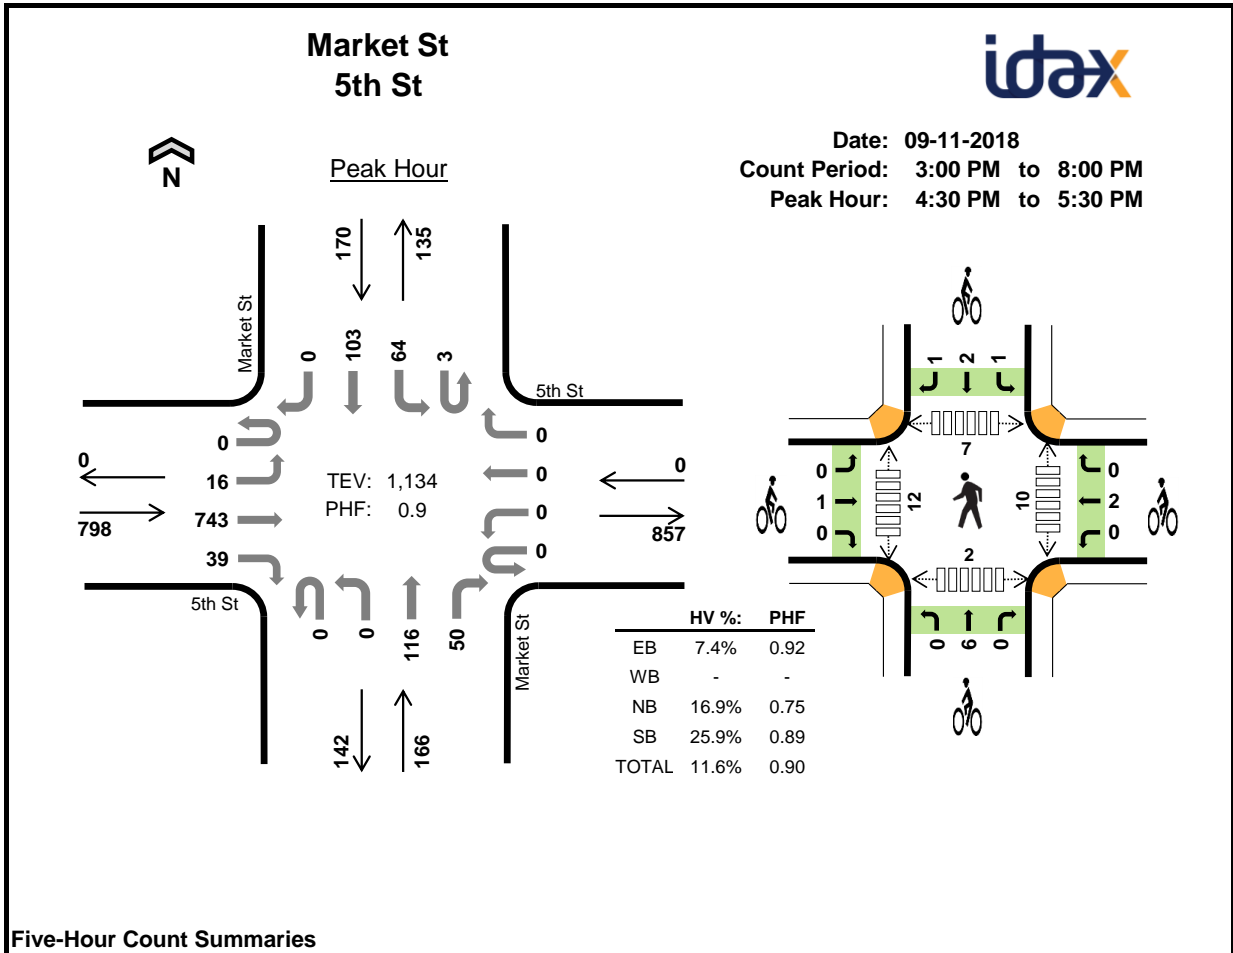 Market St
5th St
idax
Date: 09-11-2018
Count Period: 3:00 PM to 8:00 PM
Peak Hour: 4:30 PM to 5:30 PM
N
Peak Hour
170
135
Market St
0
103
64
3
5th St
0
0
16
743
39
0
798
TEV: 1,134
PHF: 0.9
0
0
0
0
0
857
5th St
0
0
116
50
Market St
142
166
HV %: PHF
EB 7.4% 0.92
WB - -
NB 16.9% 0.75
SB 25.9% 0.89
TOTAL 11.6% 0.90
1 2 1
7
0
1
0
12
10
0
2
0
2
0 6 0
Five-Hour Count Summaries